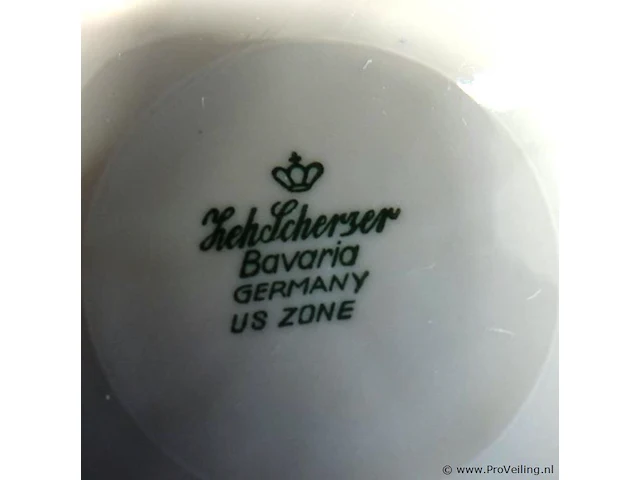 ZehScherzer
Bavaria
GERMANY
US ZONE
© www.ProVeiling.nl